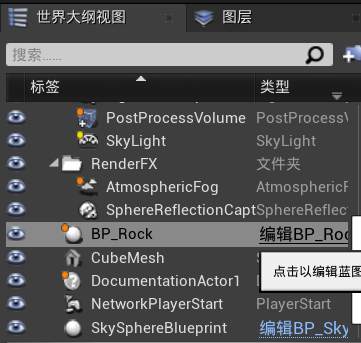 世界大纲视图 图层
搜索......
标签 类型
PostProcessVolume PostProcessV
SkyLight SkyLight
RenderFX 文件夹
AtmosphericFog AtmosphericF
SphereReflectionCapt SphereReflec
BP_Rock 编辑BP_Roc
CubeMesh
点击以编辑蓝图
DocumentationActor1
NetworkPlayerStart PlayerStart
SkySphereBlueprint 编辑BP_Sky